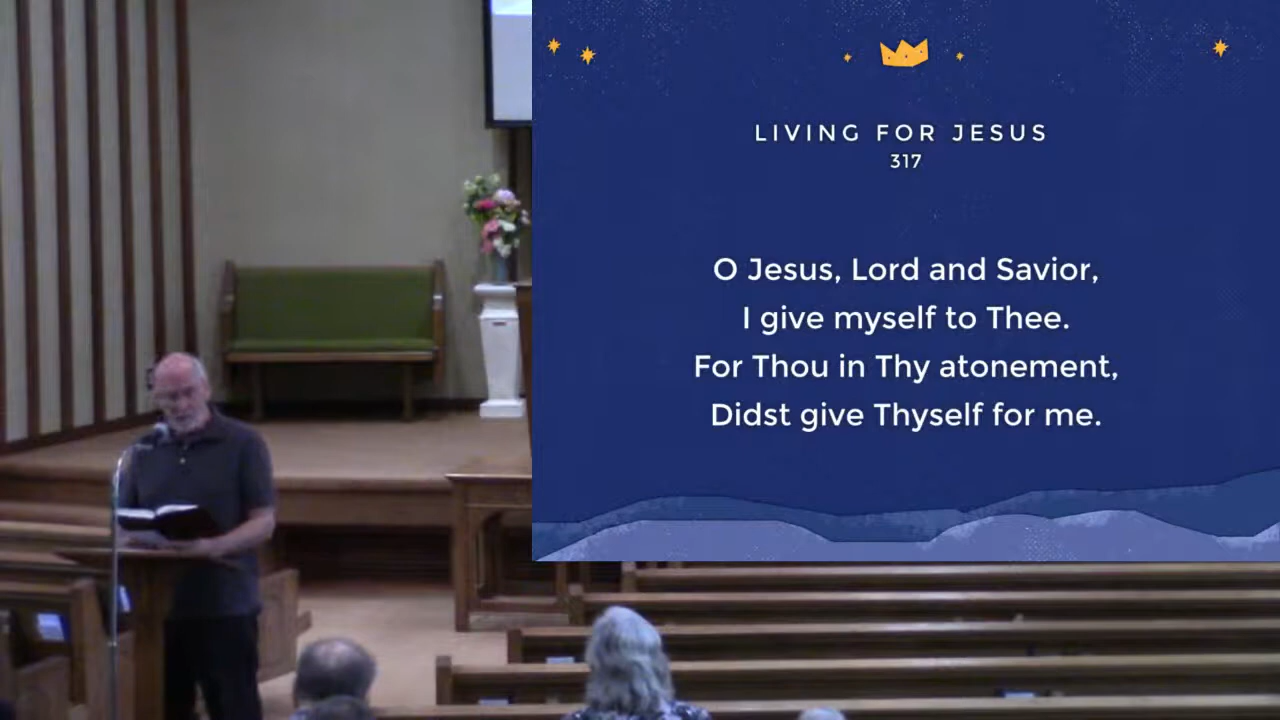 LIVING FOR JESUS
317
O Jesus, Lord and Savior,
I give myself to Thee.
For Thou in Thy atonement,
Didst give Thyself for me.